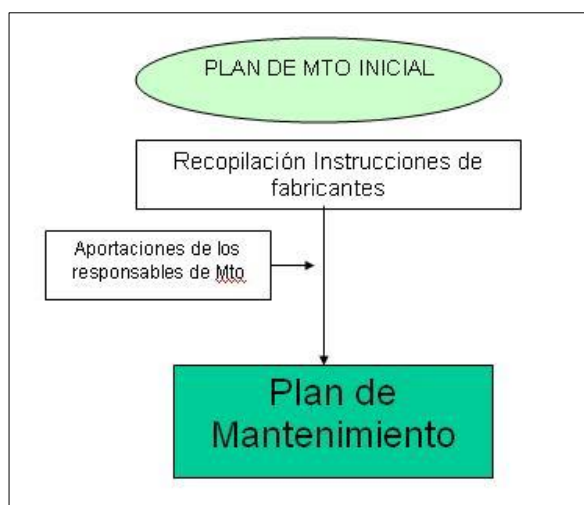 PLAN DE MTO INICIAL
Recopilación Instrucciones de
fabricantes
Aportaciones de los
responsables de Mto
Plan de
Mantenimiento